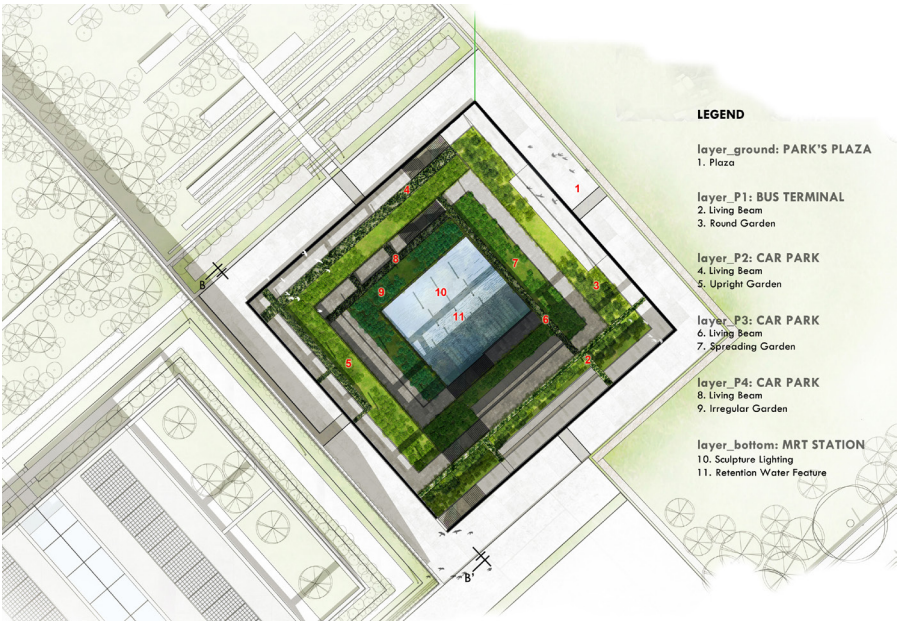 LEGEND
layer_ground: PARK'S PLAZA
1. Plaza
layer_P1: BUS TERMINAL
2. Living Beam
3. Round Garden
layer_P2: CAR PARK
4. Living Beam
5. Upright Garden
layer_P3: CAR PARK
6. Living Beam
7. Spreading Garden
layer_P4: CAR PARK
8. Living Beam
9. Irregular Garden
layer_bottom: MRT STATION
10. Sculpture Lighting
11. Retention Water Feature
1
4
8
7
B
9
10
3
11
6
2
5
B'